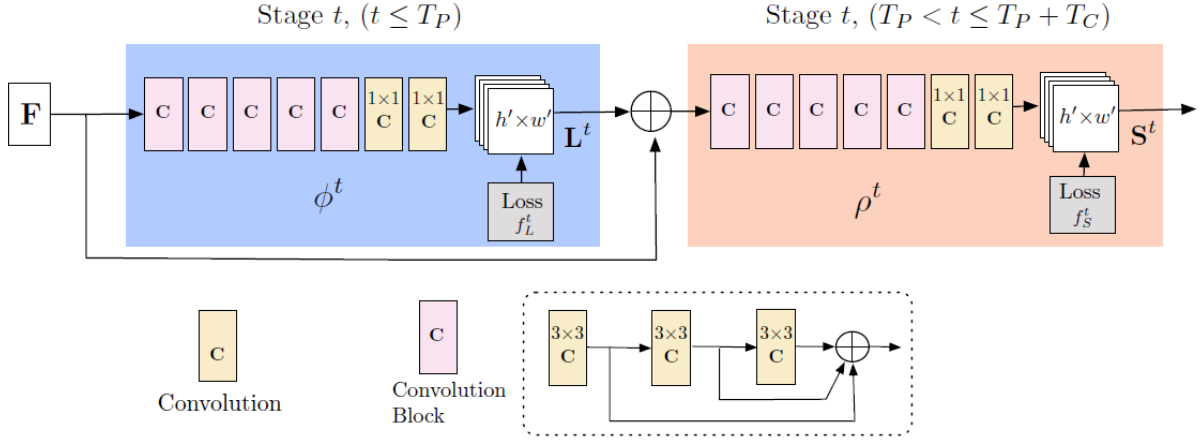 Stage t, (t ≤ T_P)
Stage t, (T_P < t ≤ T_P + T_C)
F
C C C C C 1×1 C 1×1 C
h′×w′
L^t
C C C C C 1×1 C 1×1 C
h′×w′
S^t
ϕ^t
Loss
f_L^t
ρ^t
Loss
f_S^t
C
Convolution
C
Convolution
Block
3×3
C
3×3
C
3×3
C